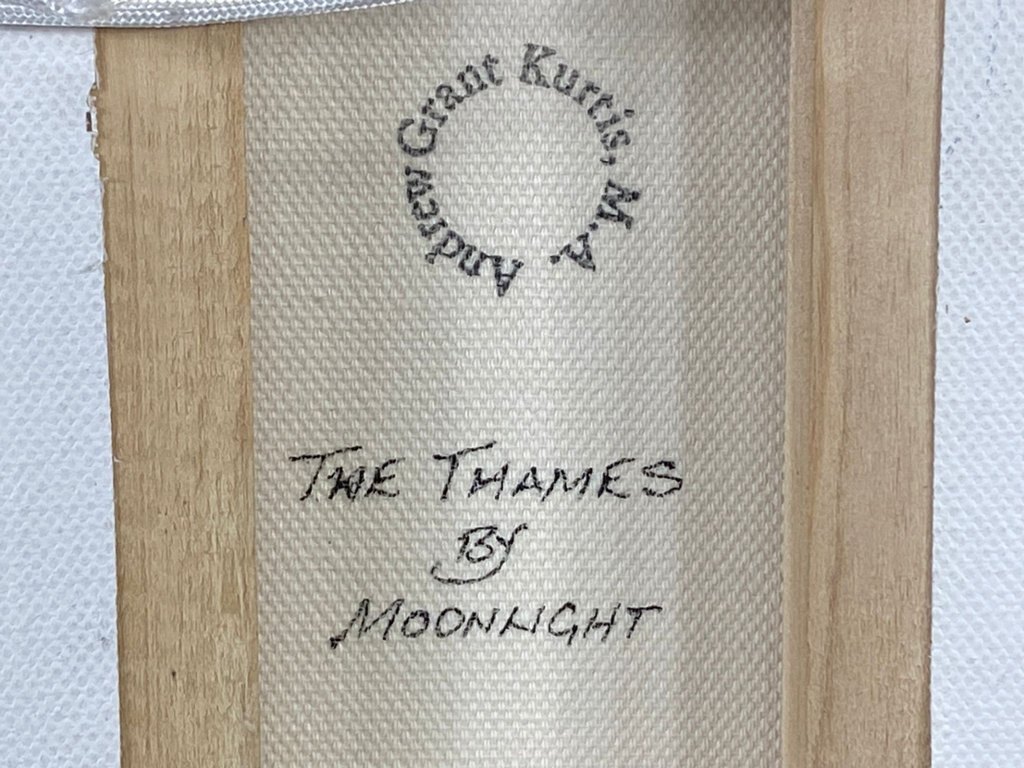 Andrew Grant Kurtis, M.A.
THE THAMES
BY
MOONLIGHT